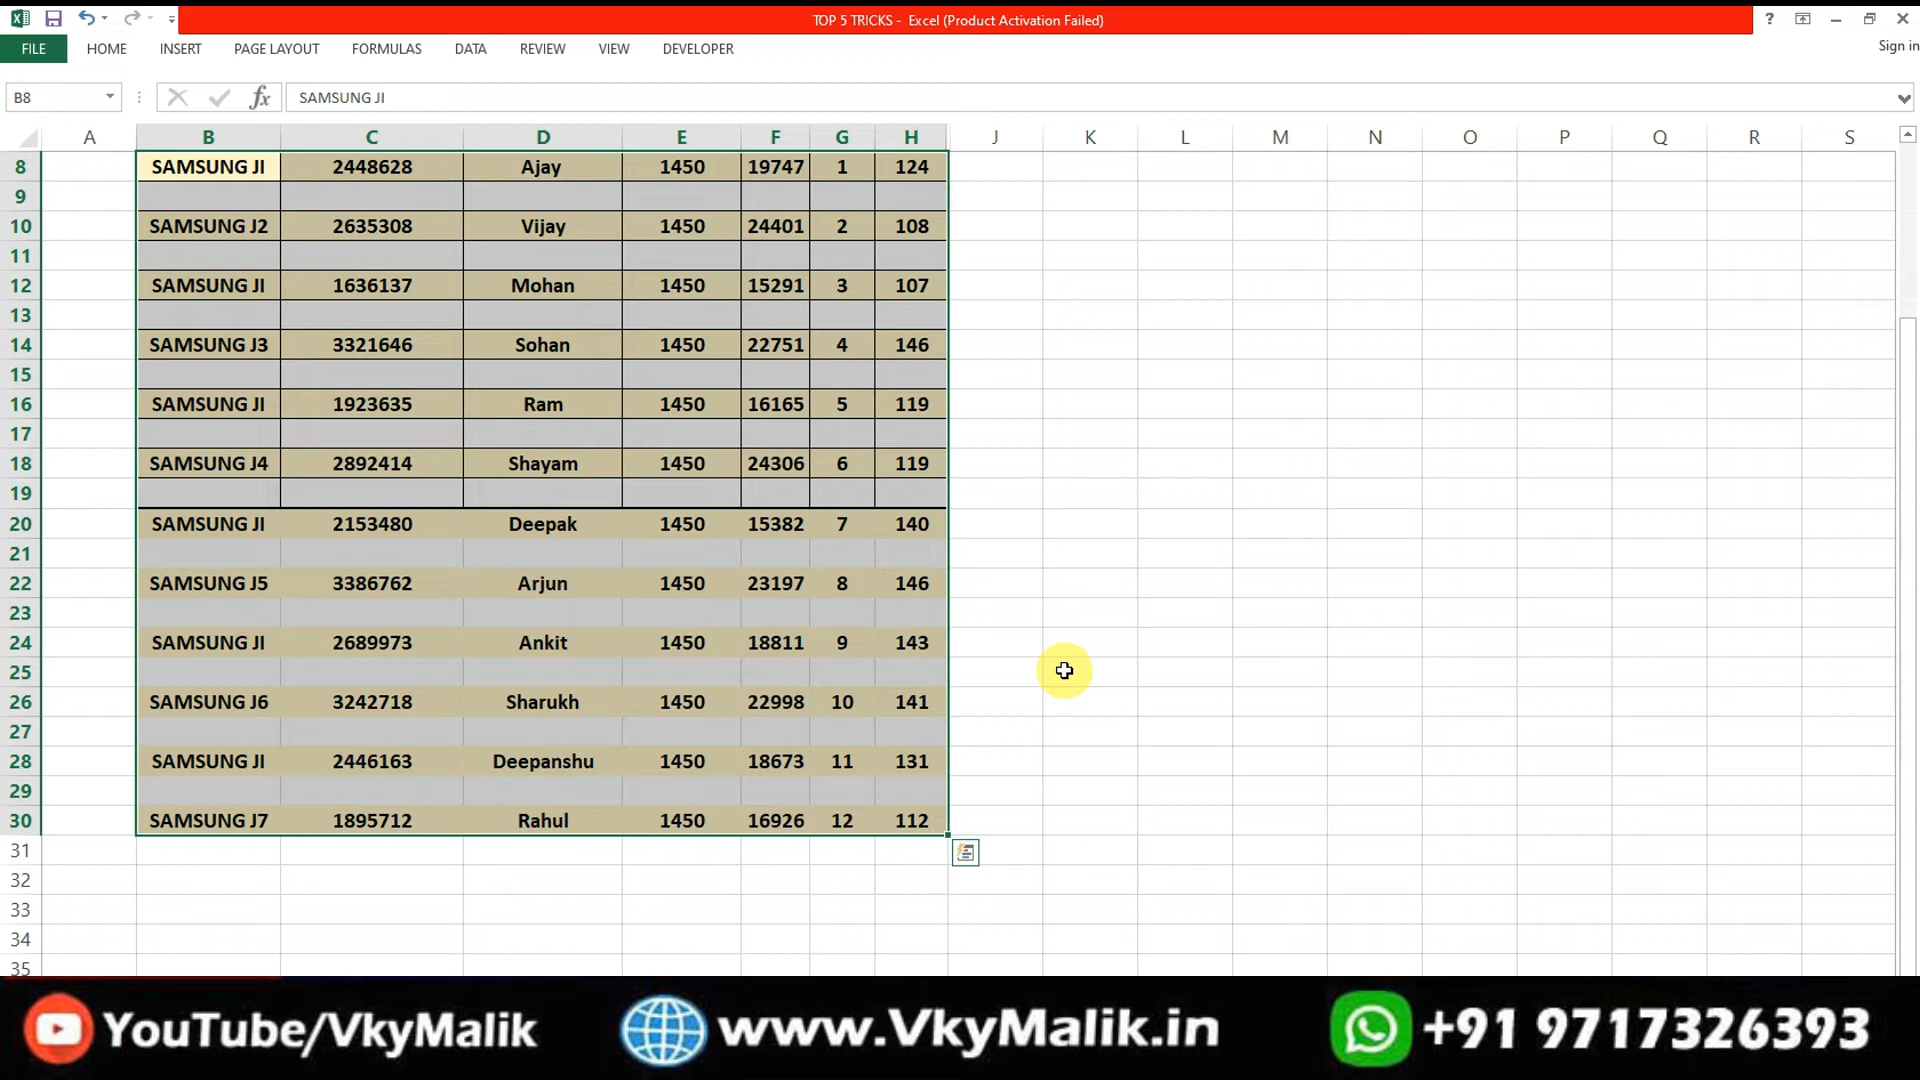 TOP 5 TRICKS - Excel (Product Activation Failed)
?
FILE HOME INSERT PAGE LAYOUT FORMULAS DATA REVIEW VIEW DEVELOPER Sign in
B8 fx SAMSUNG JI
A B C D E F G H J K L M N O P Q R S
8 SAMSUNG JI 2448628 Ajay 1450 19747 1 124
9
10 SAMSUNG J2 2635308 Vijay 1450 24401 2 108
11
12 SAMSUNG JI 1636137 Mohan 1450 15291 3 107
13
14 SAMSUNG J3 3321646 Sohan 1450 22751 4 146
15
16 SAMSUNG JI 1923635 Ram 1450 16165 5 119
17
18 SAMSUNG J4 2892414 Shayam 1450 24306 6 119
19
20 SAMSUNG JI 2153480 Deepak 1450 15382 7 140
21
22 SAMSUNG J5 3386762 Arjun 1450 23197 8 146
23
24 SAMSUNG JI 2689973 Ankit 1450 18811 9 143
25
26 SAMSUNG J6 3242718 Sharukh 1450 22998 10 141
27
28 SAMSUNG JI 2446163 Deepanshu 1450 18673 11 131
29
30 SAMSUNG J7 1895712 Rahul 1450 16926 12 112
31
32
33
34
35
YouTube/VkyMalik www.VkyMalik.in +91 9717326393